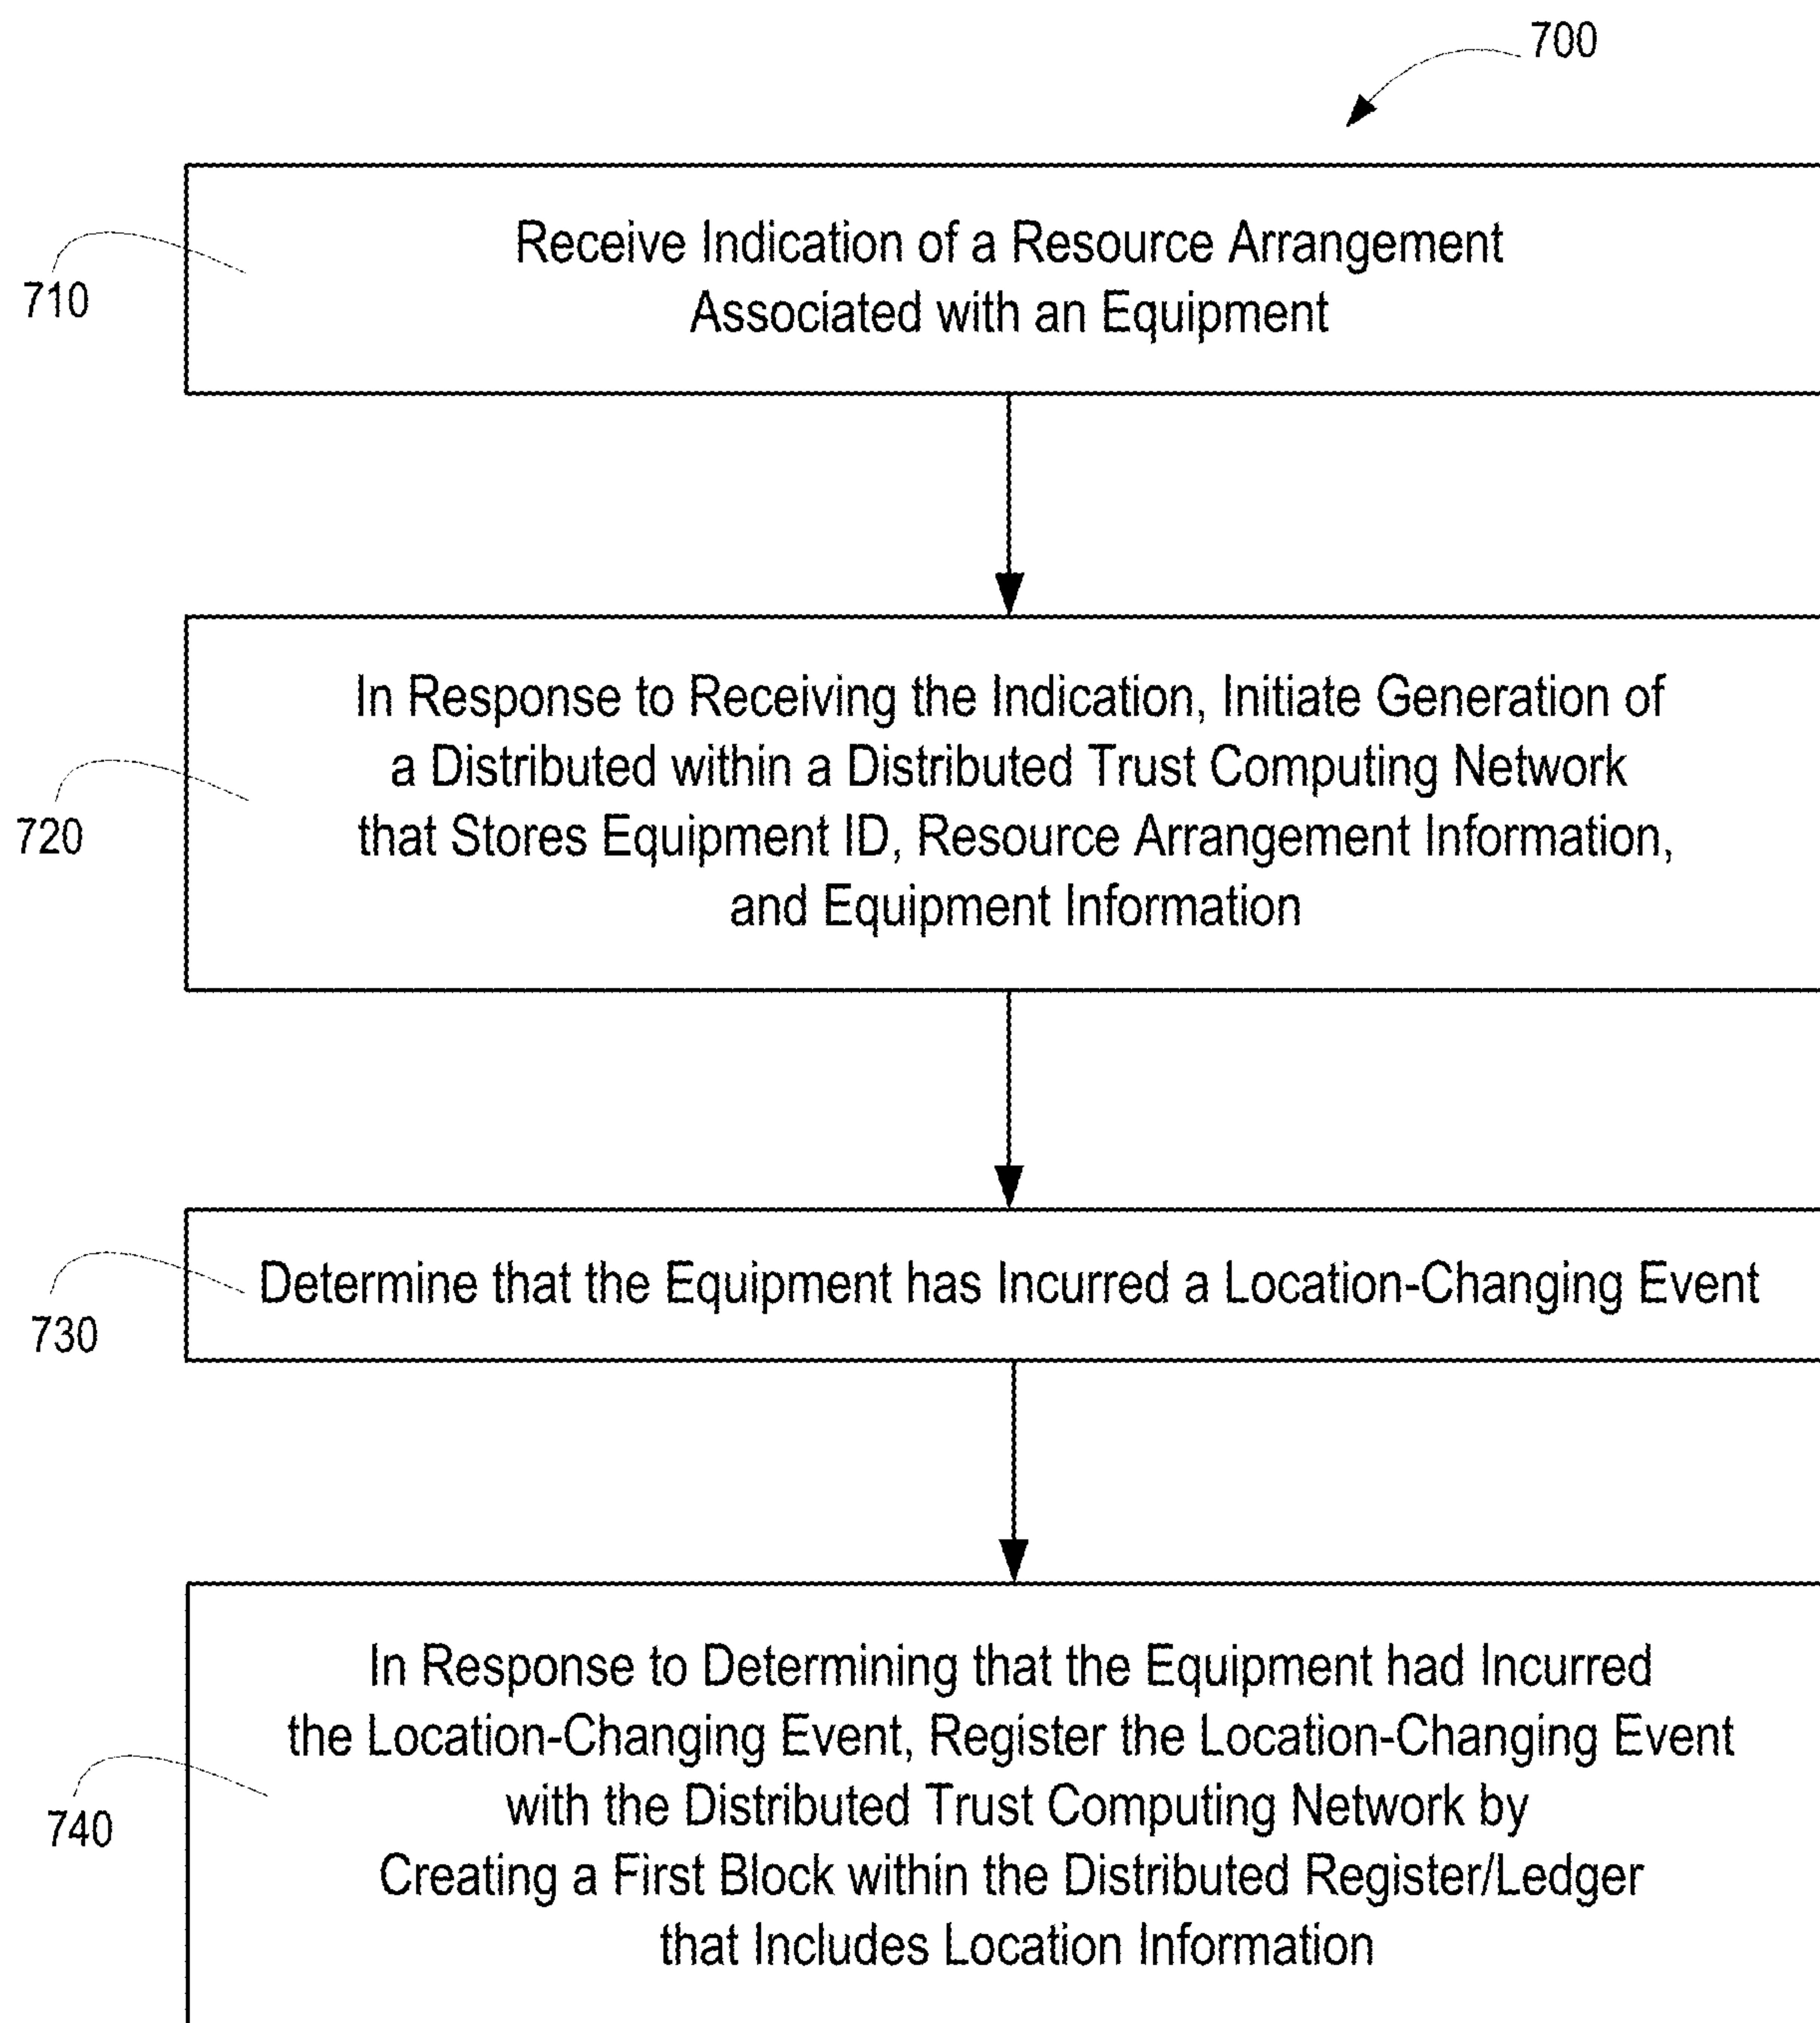 700
710
Receive Indication of a Resource Arrangement
Associated with an Equipment
720
In Response to Receiving the Indication, Initiate Generation of
a Distributed within a Distributed Trust Computing Network
that Stores Equipment ID, Resource Arrangement Information,
and Equipment Information
730
Determine that the Equipment has Incurred a Location-Changing Event
740
In Response to Determining that the Equipment had Incurred
the Location-Changing Event, Register the Location-Changing Event
with the Distributed Trust Computing Network by
Creating a First Block within the Distributed Register/Ledger
that Includes Location Information